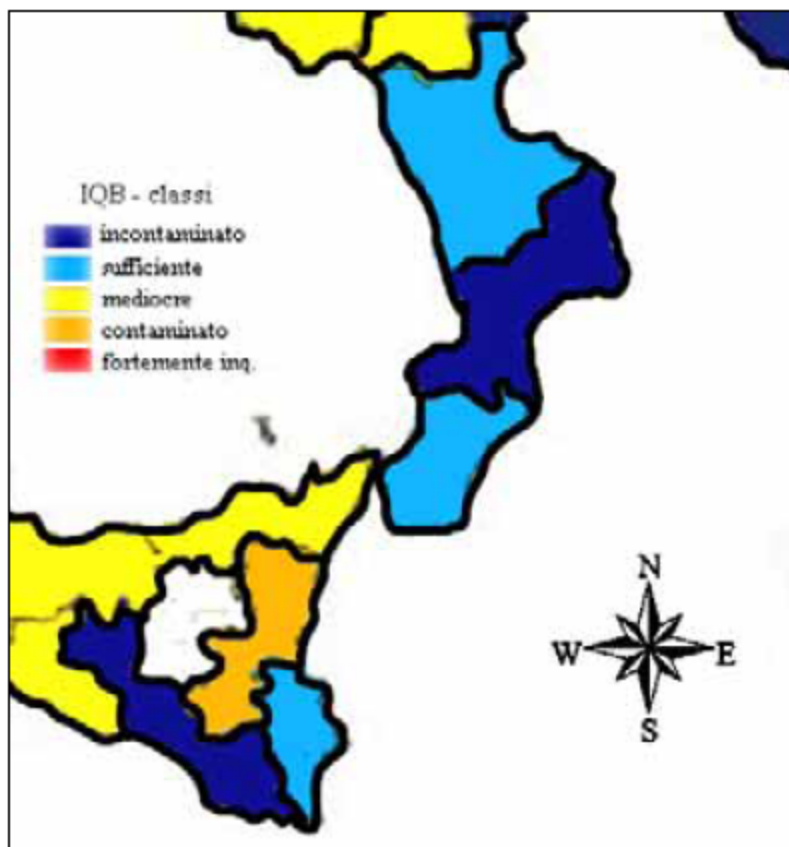 IQB - classi
incontaminato
sufficiente
mediocre
contaminato
fortemente inq.
N
W E
S